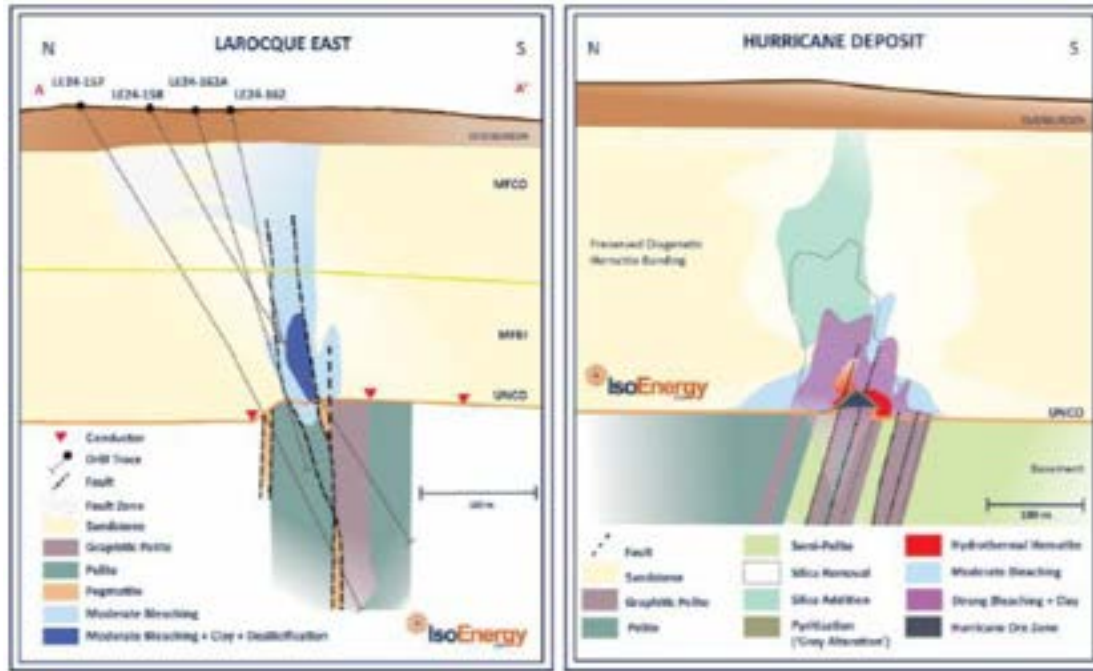 LAROCQUE EAST
N
S
A
A'
LE24-157
LE24-158
LE24-162A
LE24-162
OVERBURDEN
MFCO
MFBI
UNCO
Conductor
Drill Trace
Fault
Fault Zone
Sandstone
Graphitic Pelite
Pelite
Pegmatite
Moderate Bleaching
Moderate Bleaching + Clay + Desilicification
100 m
IsoEnergy
HURRICANE DEPOSIT
N
S
OVERBURDEN
Preserved Diagenetic
Hematite Banding
IsoEnergy
UNCO
Basement
100 m
Fault
Sandstone
Graphitic Pelite
Pelite
Semi-Pelite
Silica Removal
Silica Addition
Pyritization
('Grey Alteration')
Hydrothermal Hematite
Moderate Bleaching
Strong Bleaching + Clay
Hurricane Ore Zone